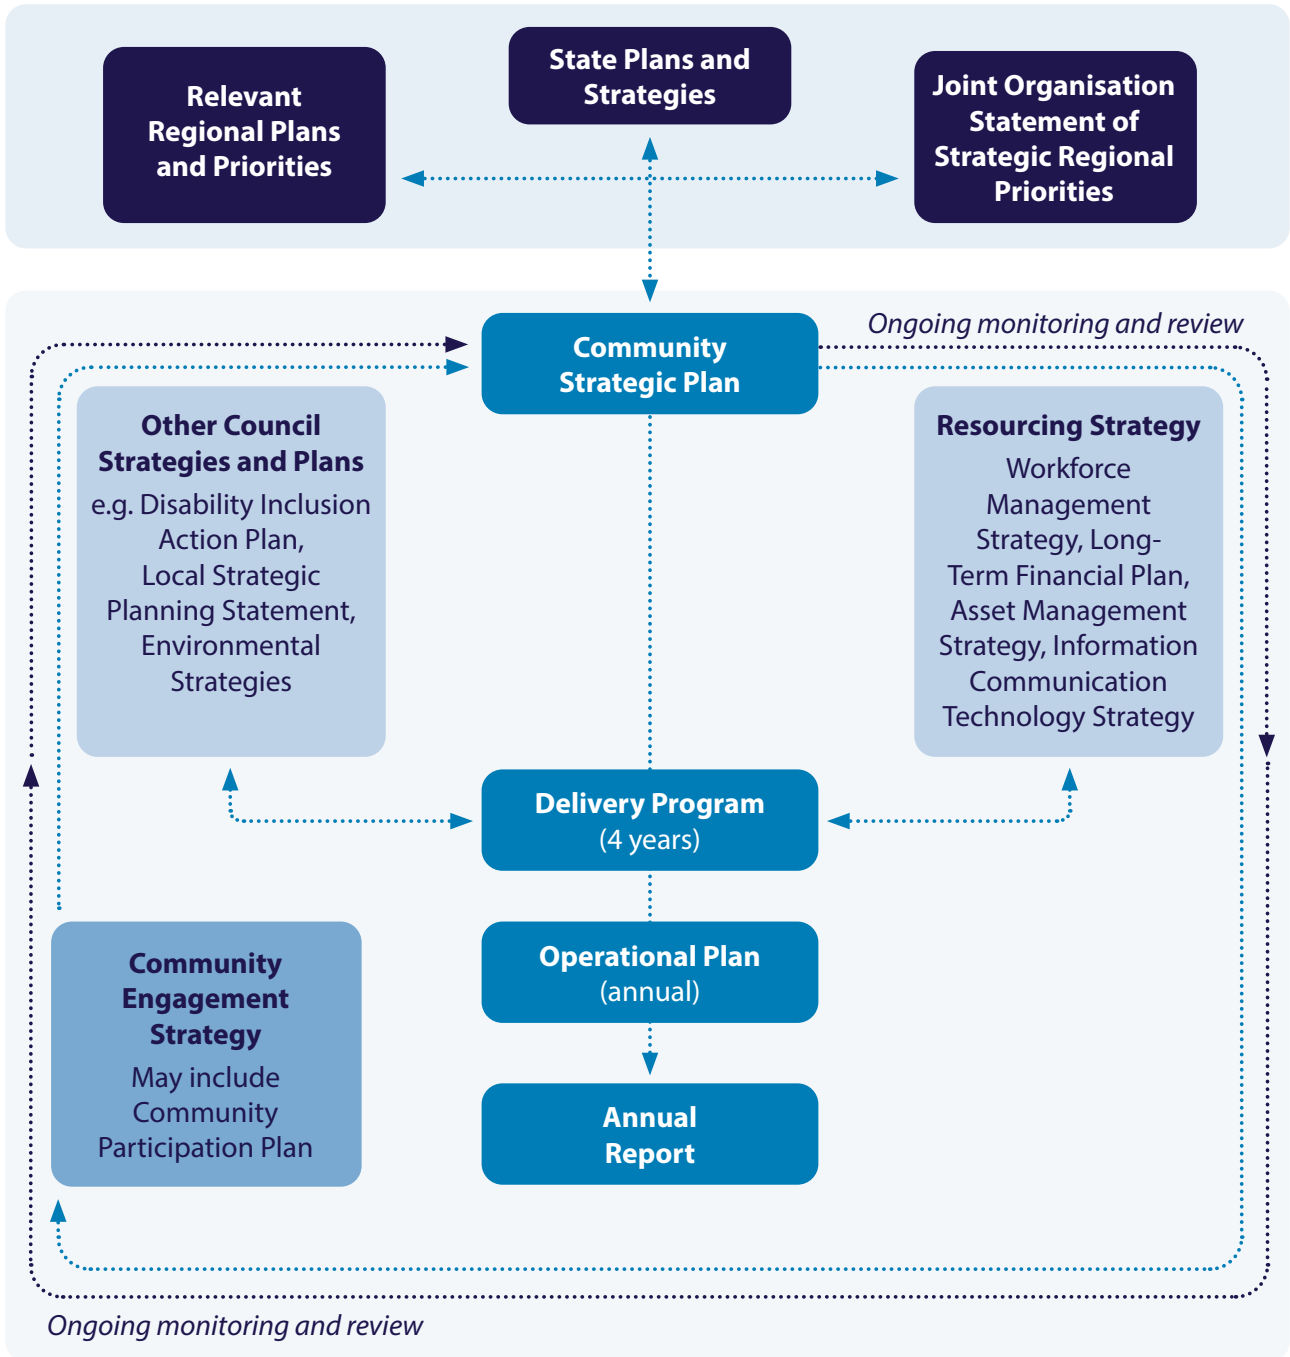 Relevant
Regional Plans
and Priorities
State Plans and
Strategies
Joint Organisation
Statement of
Strategic Regional
Priorities
Ongoing monitoring and review
Community
Strategic Plan
Other Council
Strategies and Plans
e.g. Disability Inclusion
Action Plan,
Local Strategic
Planning Statement,
Environmental
Strategies
Resourcing Strategy
Workforce
Management
Strategy, Long-
Term Financial Plan,
Asset Management
Strategy, Information
Communication
Technology Strategy
Delivery Program
(4 years)
Community
Engagement
Strategy
May include
Community
Participation Plan
Operational Plan
(annual)
Annual
Report
Ongoing monitoring and review